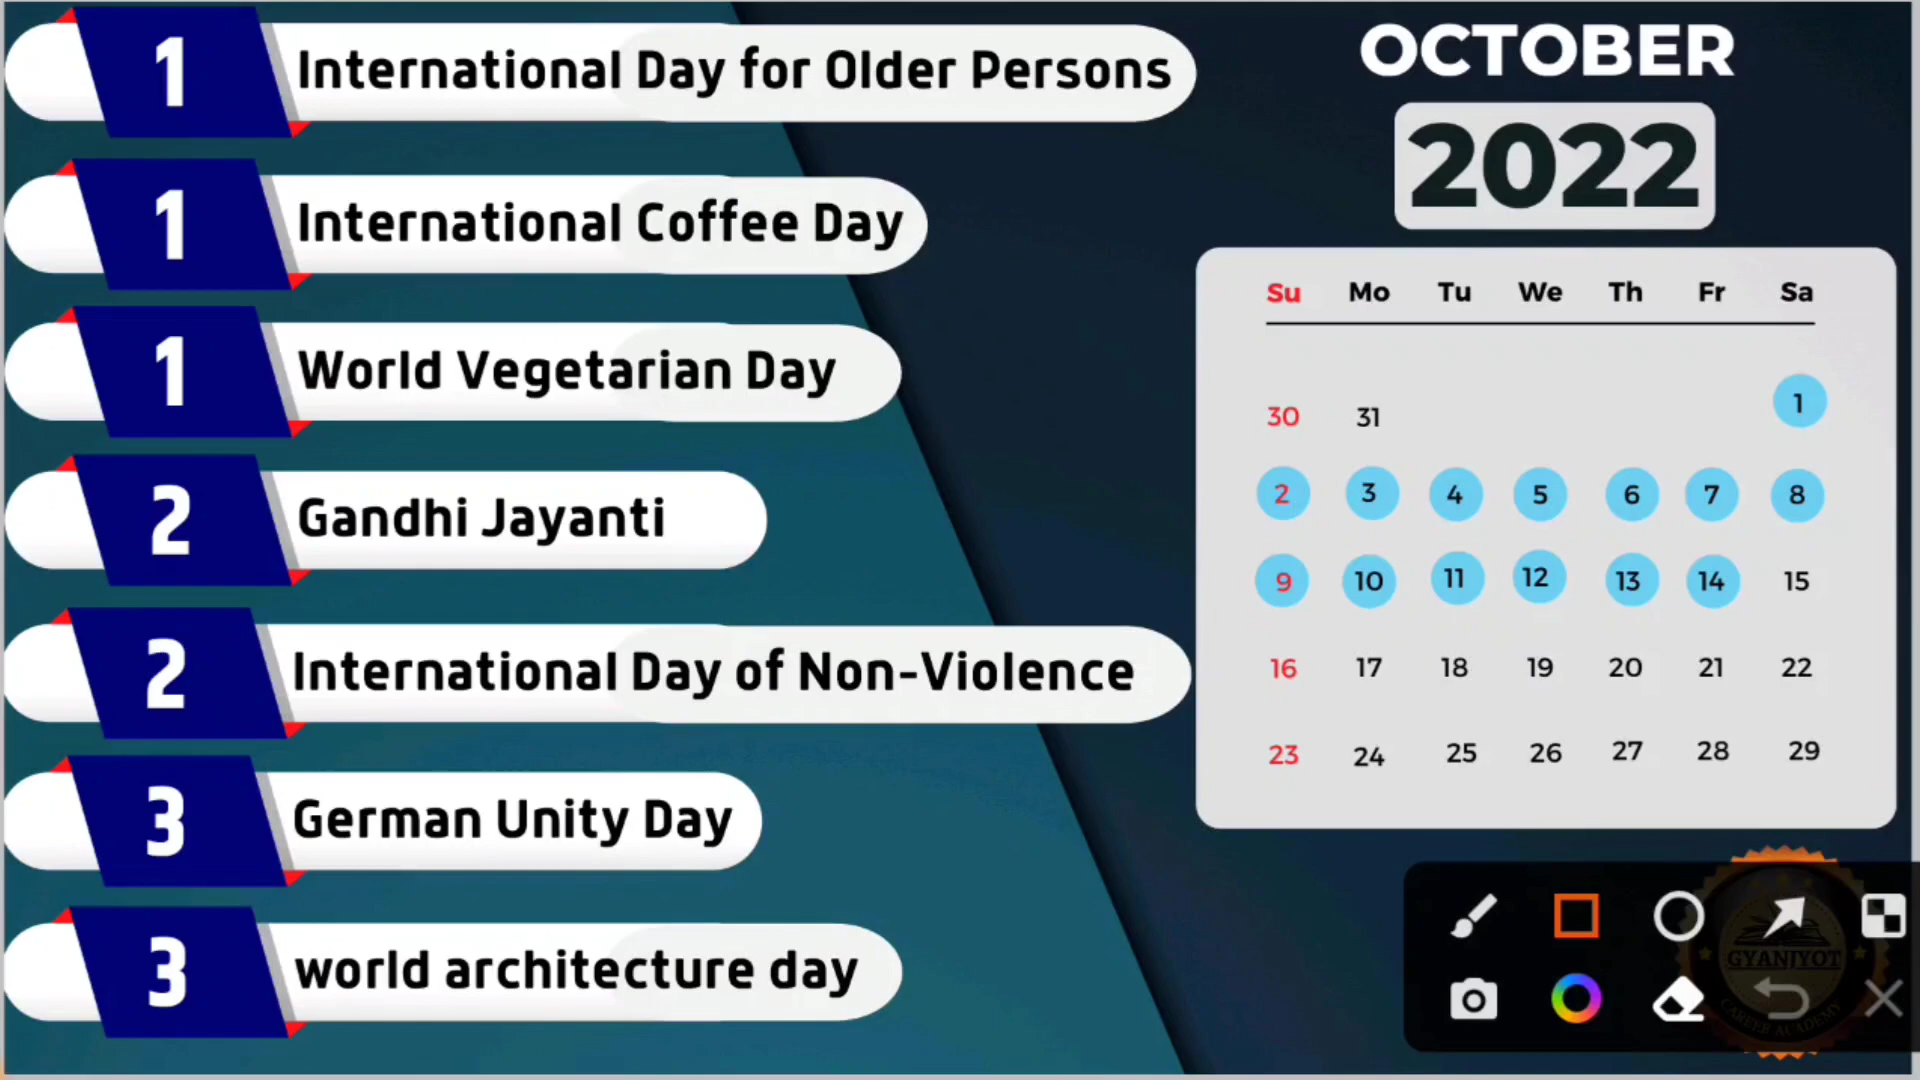 1 International Day for Older Persons
1 International Coffee Day
1 World Vegetarian Day
2 Gandhi Jayanti
2 International Day of Non-Violence
3 German Unity Day
3 world architecture day
OCTOBER
2022
Su Mo Tu We Th Fr Sa
30 31 1
2 3 4 5 6 7 8
9 10 11 12 13 14 15
16 17 18 19 20 21 22
23 24 25 26 27 28 29
GYANJYOT
CAREER ACADEMY